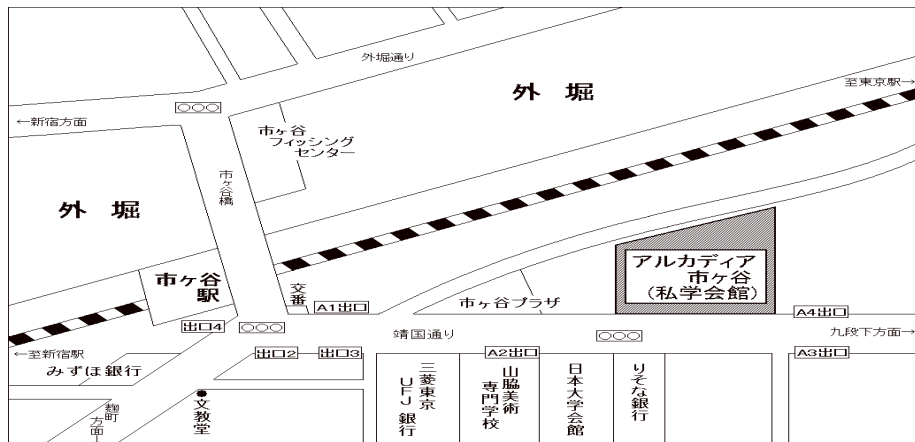 外堀通り
外　堀
至東京駅→
←新宿方面
市ヶ谷
フィッシング
センター
市ヶ谷橋
外　堀
市ヶ谷
駅
交番
A1出口
市ヶ谷プラザ
アルカディア
市ヶ谷
(私学会館)
A4出口
出口4
靖国通り
九段下方面→
←至新宿駅
みずほ銀行
出口2
出口3
A2出口
A3出口
三菱東京
UFJ銀行
山脇美術
専門学校
日本大学会館
りそな銀行
麹町
方面→
●文教堂